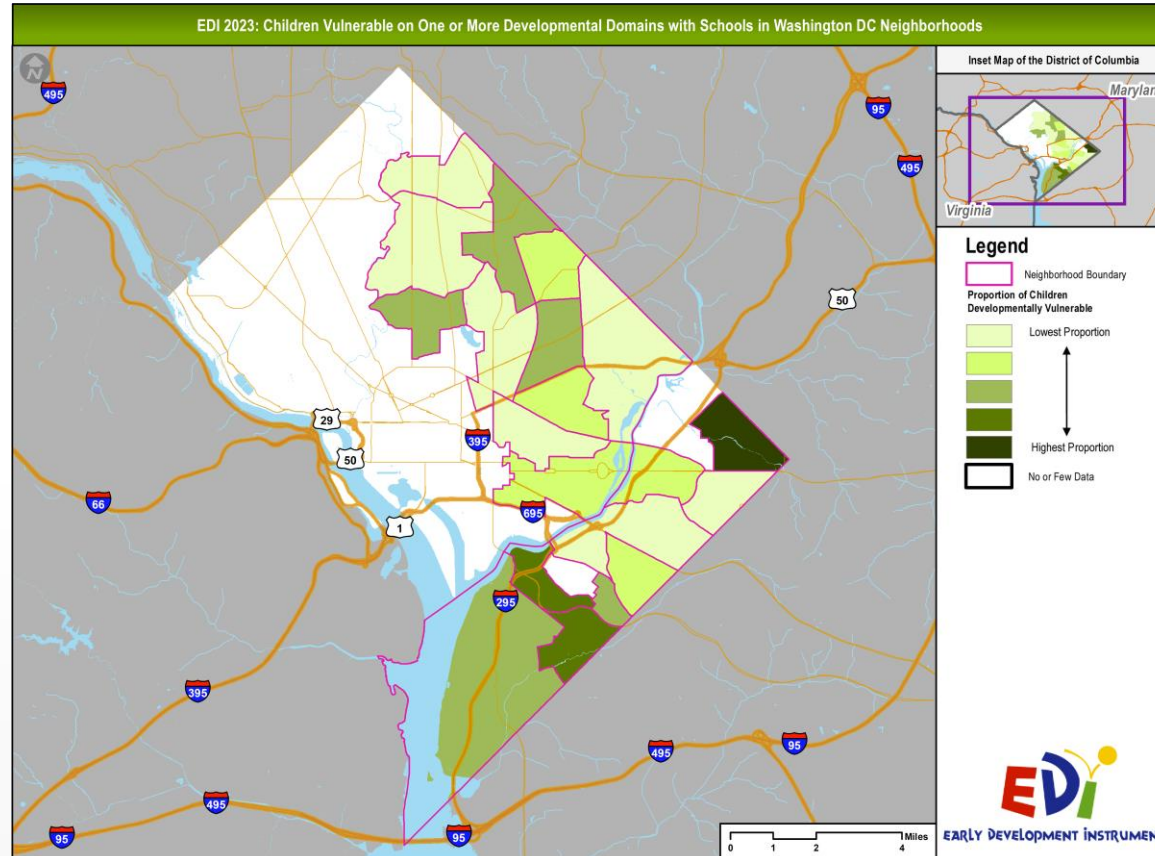 EDI 2023: Children Vulnerable on One or More Developmental Domains with Schools in Washington DC Neighborhoods
N
495
95
495
50
29
50
395
66
1
695
295
395
495
95
495
95
95
0 1 2 4
Miles
Inset Map of the District of Columbia
Marylan
Virginia
Legend
Neighborhood Boundary
Proportion of Children
Developmentally Vulnerable
Lowest Proportion
Highest Proportion
No or Few Data
EDi
EARLY DEVELOPMENT INSTRUMEN